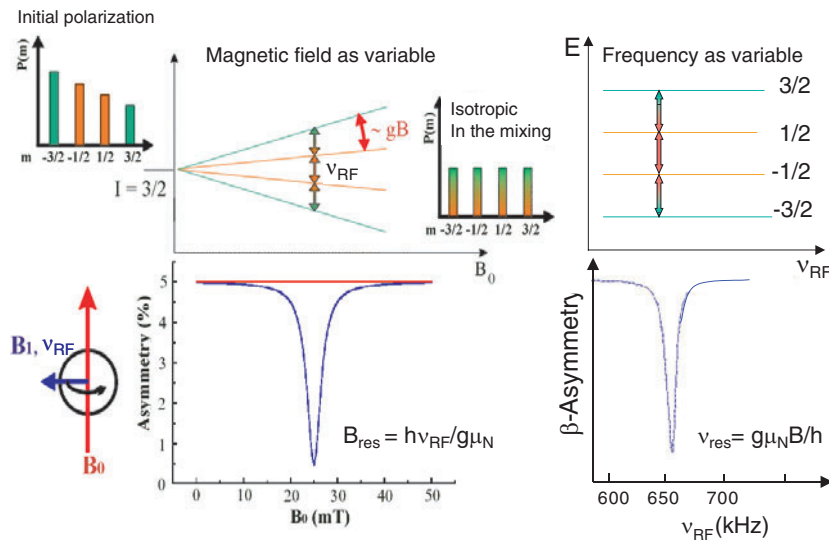 Initial polarization
P(m)
m -3/2 -1/2 1/2 3/2
Magnetic field as variable
I = 3/2
νRF
~ gB
Isotropic
In the mixing
P(m)
m -3/2 -1/2 1/2 3/2
B0
Frequency as variable
E
3/2
1/2
-1/2
-3/2
νRF
B1, νRF
B0
Asymmetry (%)
5
4
3
2
1
0
Bres = hνRF/gμN
0 10 20 30 40 50
B0 (mT)
β-Asymmetry
νres= gμNB/h
600 650 700
νRF(kHz)